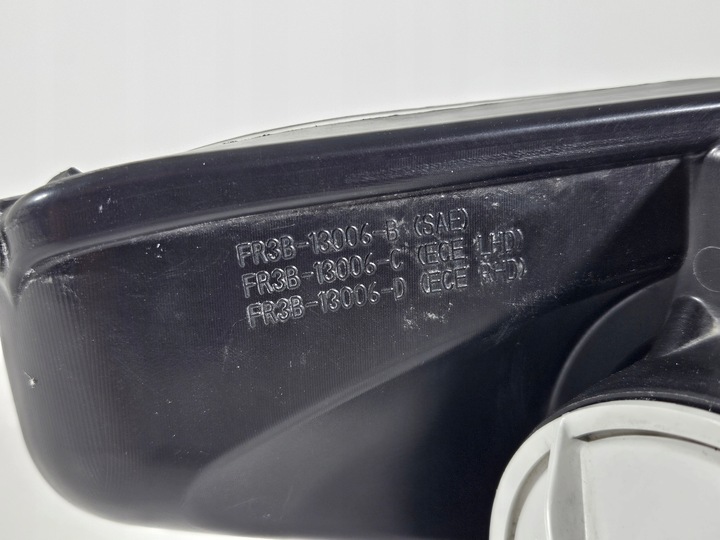 FR3B-13006-B (SAE)
FR3B-13006-C (ECE LHD)
FR3B-13006-D (ECE RHD)